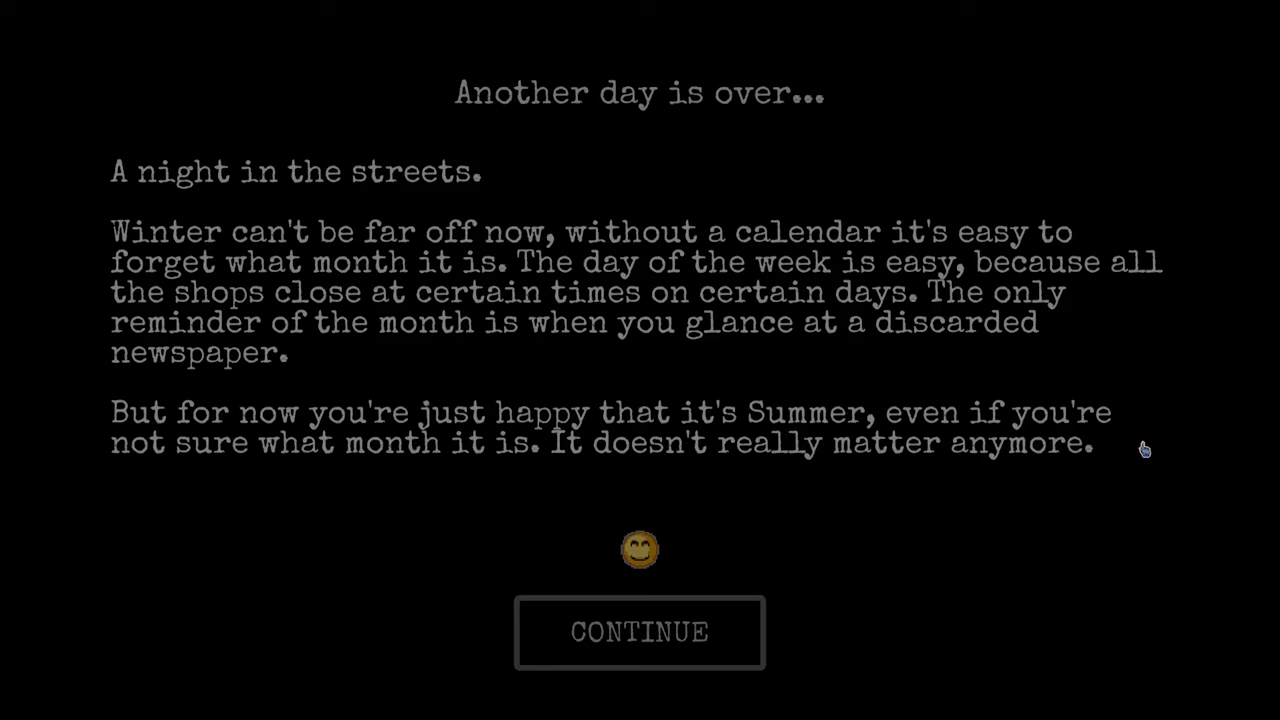 Another day is over...
A night in the streets.
Winter can't be far off now, without a calendar it's easy to
forget what month it is. The day of the week is easy, because all
the shops close at certain times on certain days. The only
reminder of the month is when you glance at a discarded
newspaper.
But for now you're just happy that it's Summer, even if you're
not sure what month it is. It doesn't really matter anymore.
CONTINUE